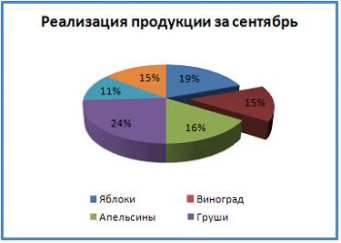 Реализация продукции за сентябрь
15%
19%
11%
15%
24%
16%
Яблоки
Виноград
Апельсины
Груши